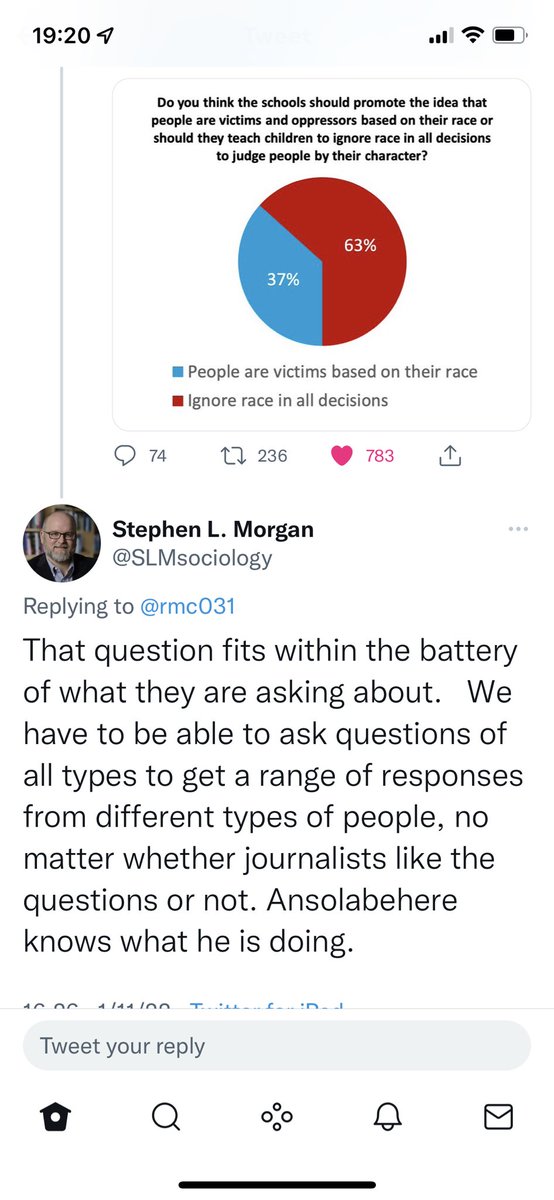 19:20
Tweet
Do you think the schools should promote the idea that
people are victims and oppressors based on their race or
should they teach children to ignore race in all decisions
to judge people by their character?
63%
37%
People are victims based on their race
Ignore race in all decisions
74
236
783
Stephen L. Morgan
@SLMsociology
Replying to @rmc031
That question fits within the battery
of what they are asking about. We
have to be able to ask questions of
all types to get a range of responses
from different types of people, no
matter whether journalists like the
questions or not. Ansolabehere
knows what he is doing.
Twitter for iPad
Tweet your reply